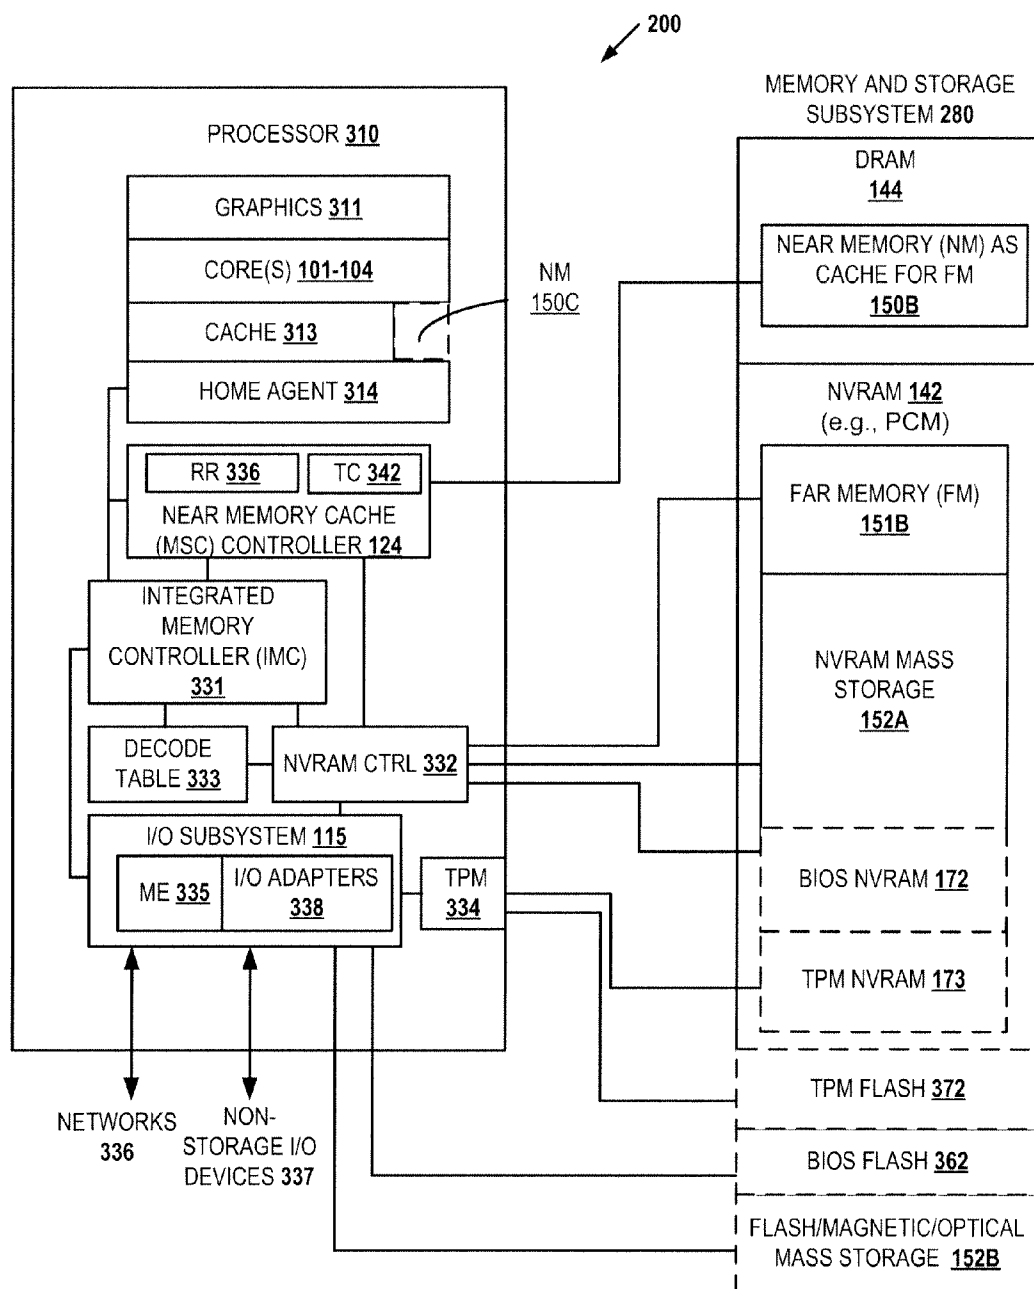 200
MEMORY AND STORAGE
SUBSYSTEM 280
PROCESSOR 310
GRAPHICS 311
CORE(S) 101-104
CACHE 313
HOME AGENT 314
NM
150C
RR 336
TC 342
NEAR MEMORY CACHE
(MSC) CONTROLLER 124
INTEGRATED
MEMORY
CONTROLLER (IMC)
331
DECODE
TABLE 333
NVRAM CTRL 332
I/O SUBSYSTEM 115
ME 335
I/O ADAPTERS
338
TPM
334
NETWORKS
336
NON-
STORAGE I/O
DEVICES 337
DRAM
144
NEAR MEMORY (NM) AS
CACHE FOR FM
150B
NVRAM 142
(e.g., PCM)
FAR MEMORY (FM)
151B
NVRAM MASS
STORAGE
152A
BIOS NVRAM 172
TPM NVRAM 173
TPM FLASH 372
BIOS FLASH 362
FLASH/MAGNETIC/OPTICAL
MASS STORAGE 152B